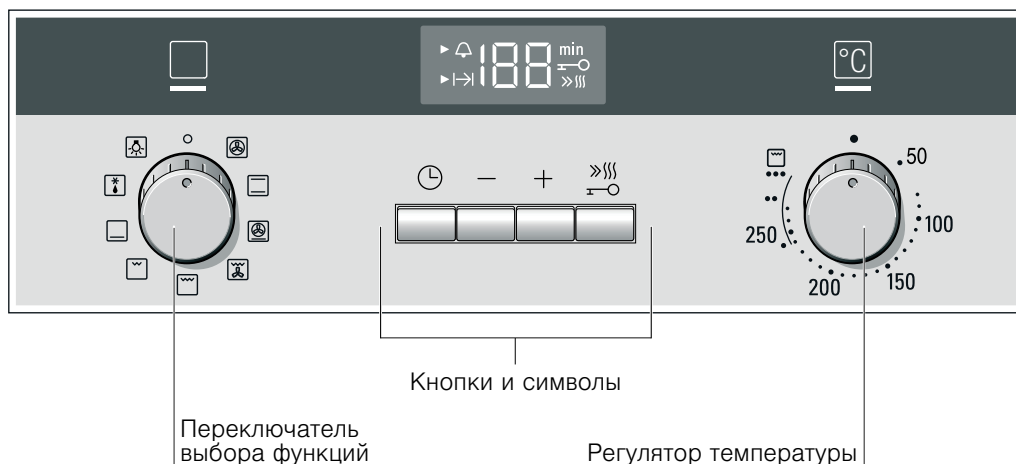 188 min
°C
50
100
150
200
250
Кнопки и символы
Переключатель
выбора функций
Регулятор температуры